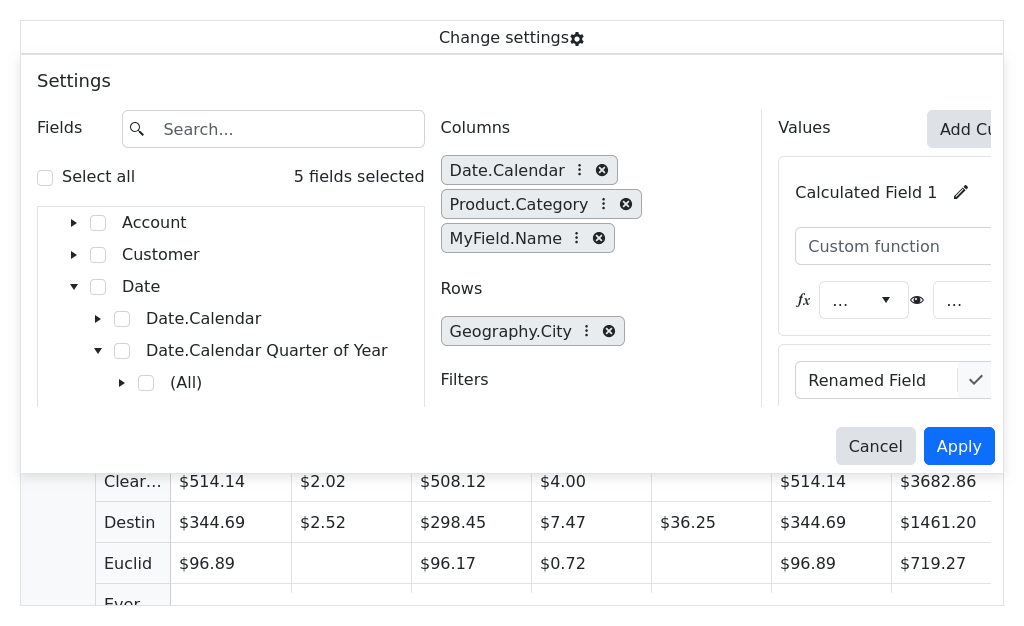 Change settings
Settings
Fields
Search...
Select all
5 fields selected
Account
Customer
Date
Date.Calendar
Date.Calendar Quarter of Year
(All)
Columns
Date.Calendar
Product.Category
MyField.Name
Rows
Geography.City
Filters
Values
Add Cu
Calculated Field 1
Custom function
fx
...
...
Renamed Field
Cancel
Apply
Clear... $514.14 $2.02 $508.12 $4.00 $514.14 $3682.86
Destin $344.69 $2.52 $298.45 $7.47 $36.25 $344.69 $1461.20
Euclid $96.89 $96.17 $0.72 $96.89 $719.27